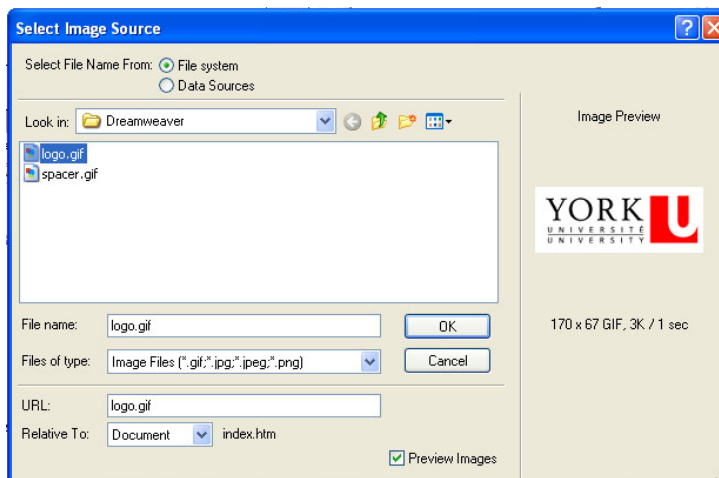 Select Image Source
Select File Name From: File system
Data Sources
Look in: Dreamweaver
logo.gif
spacer.gif
File name: logo.gif
OK
Files of type: Image Files (*.gif;*.jpg;*.jpeg;*.png)
Cancel
URL: logo.gif
Relative To: Document index.htm
Preview Images
Image Preview
YORK U
UNIVERSITÉ
UNIVERSITY
170 x 67 GIF, 3K / 1 sec